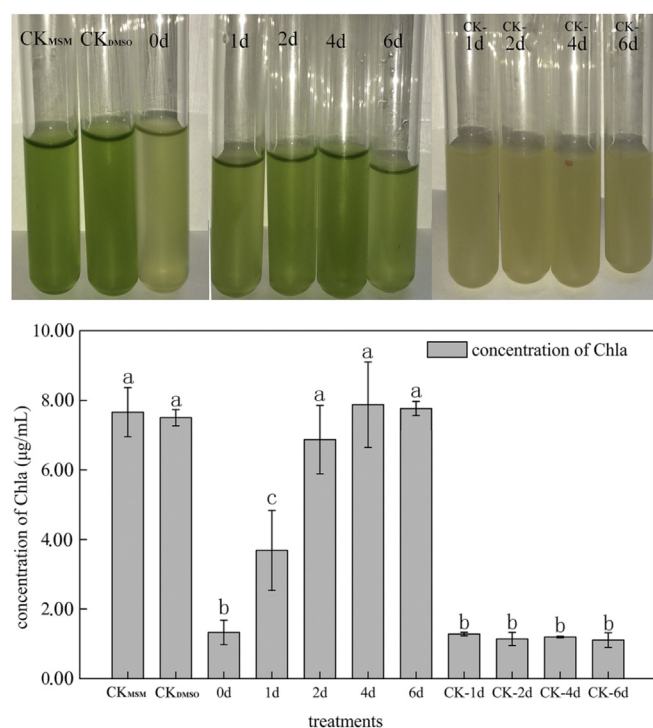 CKMSM CKDMSO 0d 1d 2d 4d 6d CK-1d CK-2d CK-4d CK-6d
10.00
8.00
6.00
4.00
2.00
0.00
concentration of Chla (μg/mL)
concentration of Chla
a a b c a a a b b b b
CKMSM CKDMSO 0d 1d 2d 4d 6d CK-1d CK-2d CK-4d CK-6d
treatments